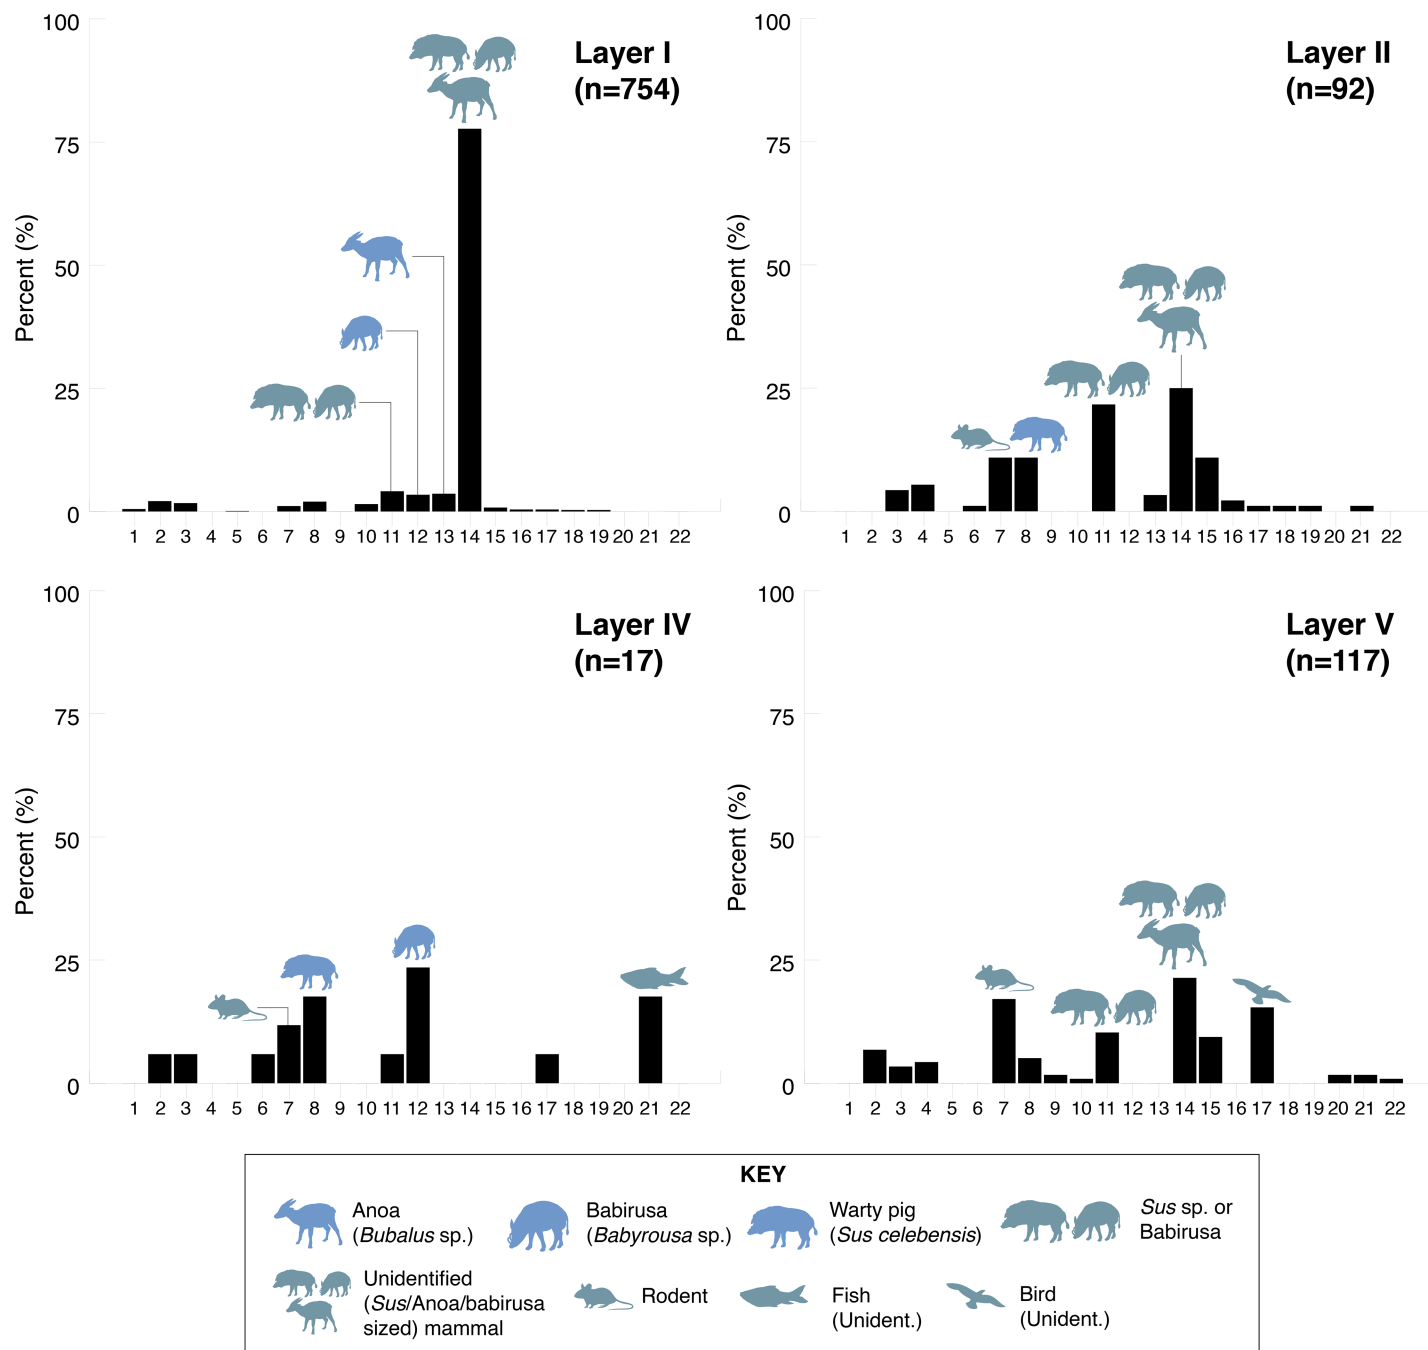 100
75
50
25
0
Percent (%)
Layer I
(n=754)
1 2 3 4 5 6 7 8 9 10 11 12 13 14 15 16 17 18 19 20 21 22
100
75
50
25
0
Percent (%)
Layer II
(n=92)
1 2 3 4 5 6 7 8 9 10 11 12 13 14 15 16 17 18 19 20 21 22
100
75
50
25
0
Percent (%)
Layer IV
(n=17)
1 2 3 4 5 6 7 8 9 10 11 12 13 14 15 16 17 18 19 20 21 22
100
75
50
25
0
Percent (%)
Layer V
(n=117)
1 2 3 4 5 6 7 8 9 10 11 12 13 14 15 16 17 18 19 20 21 22
KEY
Anoa
(Bubalus sp.)
Babirusa
(Babyrousa sp.)
Warty pig
(Sus celebensis)
Sus sp. or
Babirusa
Unidentified
(Sus/Anoa/babirusa
sized) mammal
Rodent
Fish
(Unident.)
Bird
(Unident.)